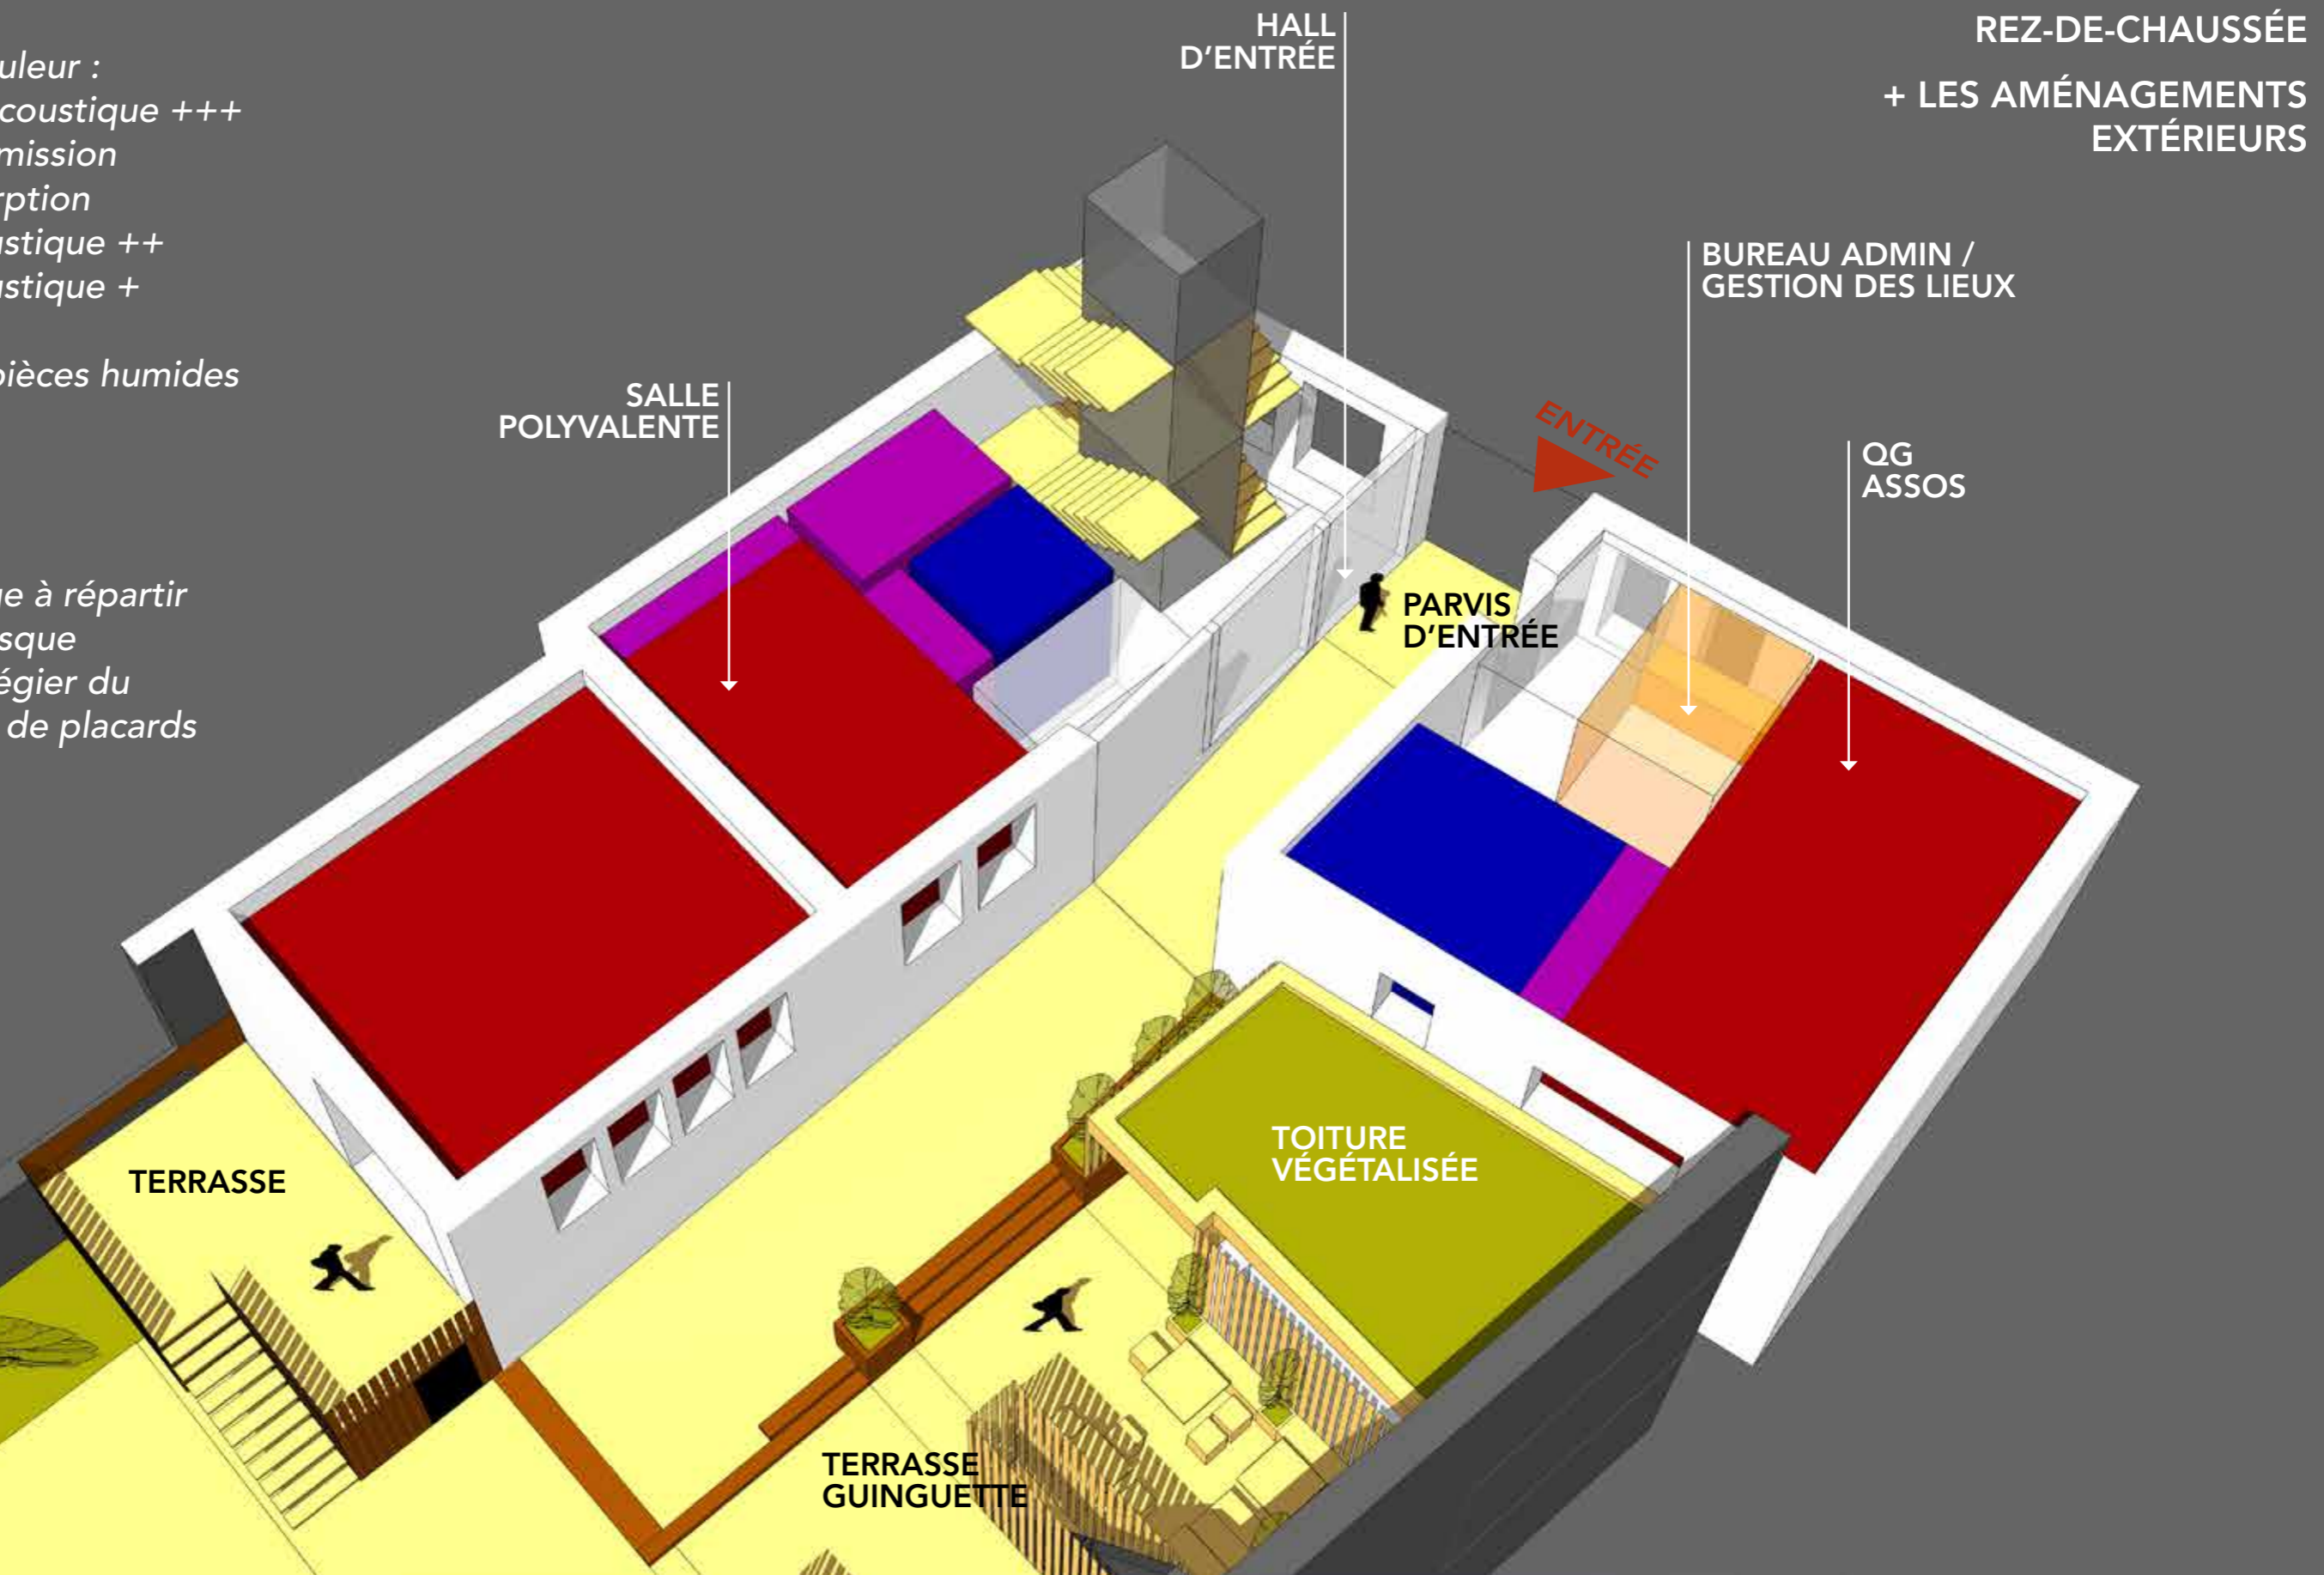 uleur :
coustique +++
mission
rption
ustique ++
ustique +
pièces humides
ue à répartir
sque
égier du
de placards
HALL
D'ENTRÉE
REZ-DE-CHAUSSÉE
+ LES AMÉNAGEMENTS
EXTÉRIEURS
BUREAU ADMIN /
GESTION DES LIEUX
SALLE
POLYVALENTE
ENTRÉE
QG
ASSOS
PARVIS
D'ENTRÉE
TOITURE
VÉGÉTALISÉE
TERRASSE
TERRASSE
GUINGUETTE